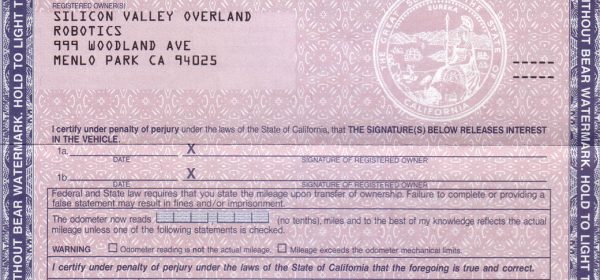 REGISTERED OWNER(S)
SILICON VALLEY OVERLAND
ROBOTICS
999 WOODLAND AVE
MENLO PARK CA 94025
THE GREAT SEAL OF THE STATE OF CALIFORNIA
EUREKA
I certify under penalty of perjury under the laws of the State of California, that THE SIGNATURE(S) BELOW RELEASES INTEREST
IN THE VEHICLE.
1a. X
DATE SIGNATURE OF REGISTERED OWNER
1b. X
DATE SIGNATURE OF REGISTERED OWNER
Federal and State law requires that you state the mileage upon transfer of ownership. Failure to complete or providing a
false statement may result in fines and/or imprisonment.
The odometer now reads (no tenths), miles and to the best of my knowledge reflects the actual
mileage unless one of the following statements is checked.
WARNING Odometer reading is not the actual mileage. Mileage exceeds the odometer mechanical limits.
I certify under penalty of perjury under the laws of the State of California that the foregoing is true and correct.
WITHOUT BEAR WATERMARK. HOLD TO LIGHT T
WITHOUT BEAR WATERMARK. HOLD TO LIGHT TO